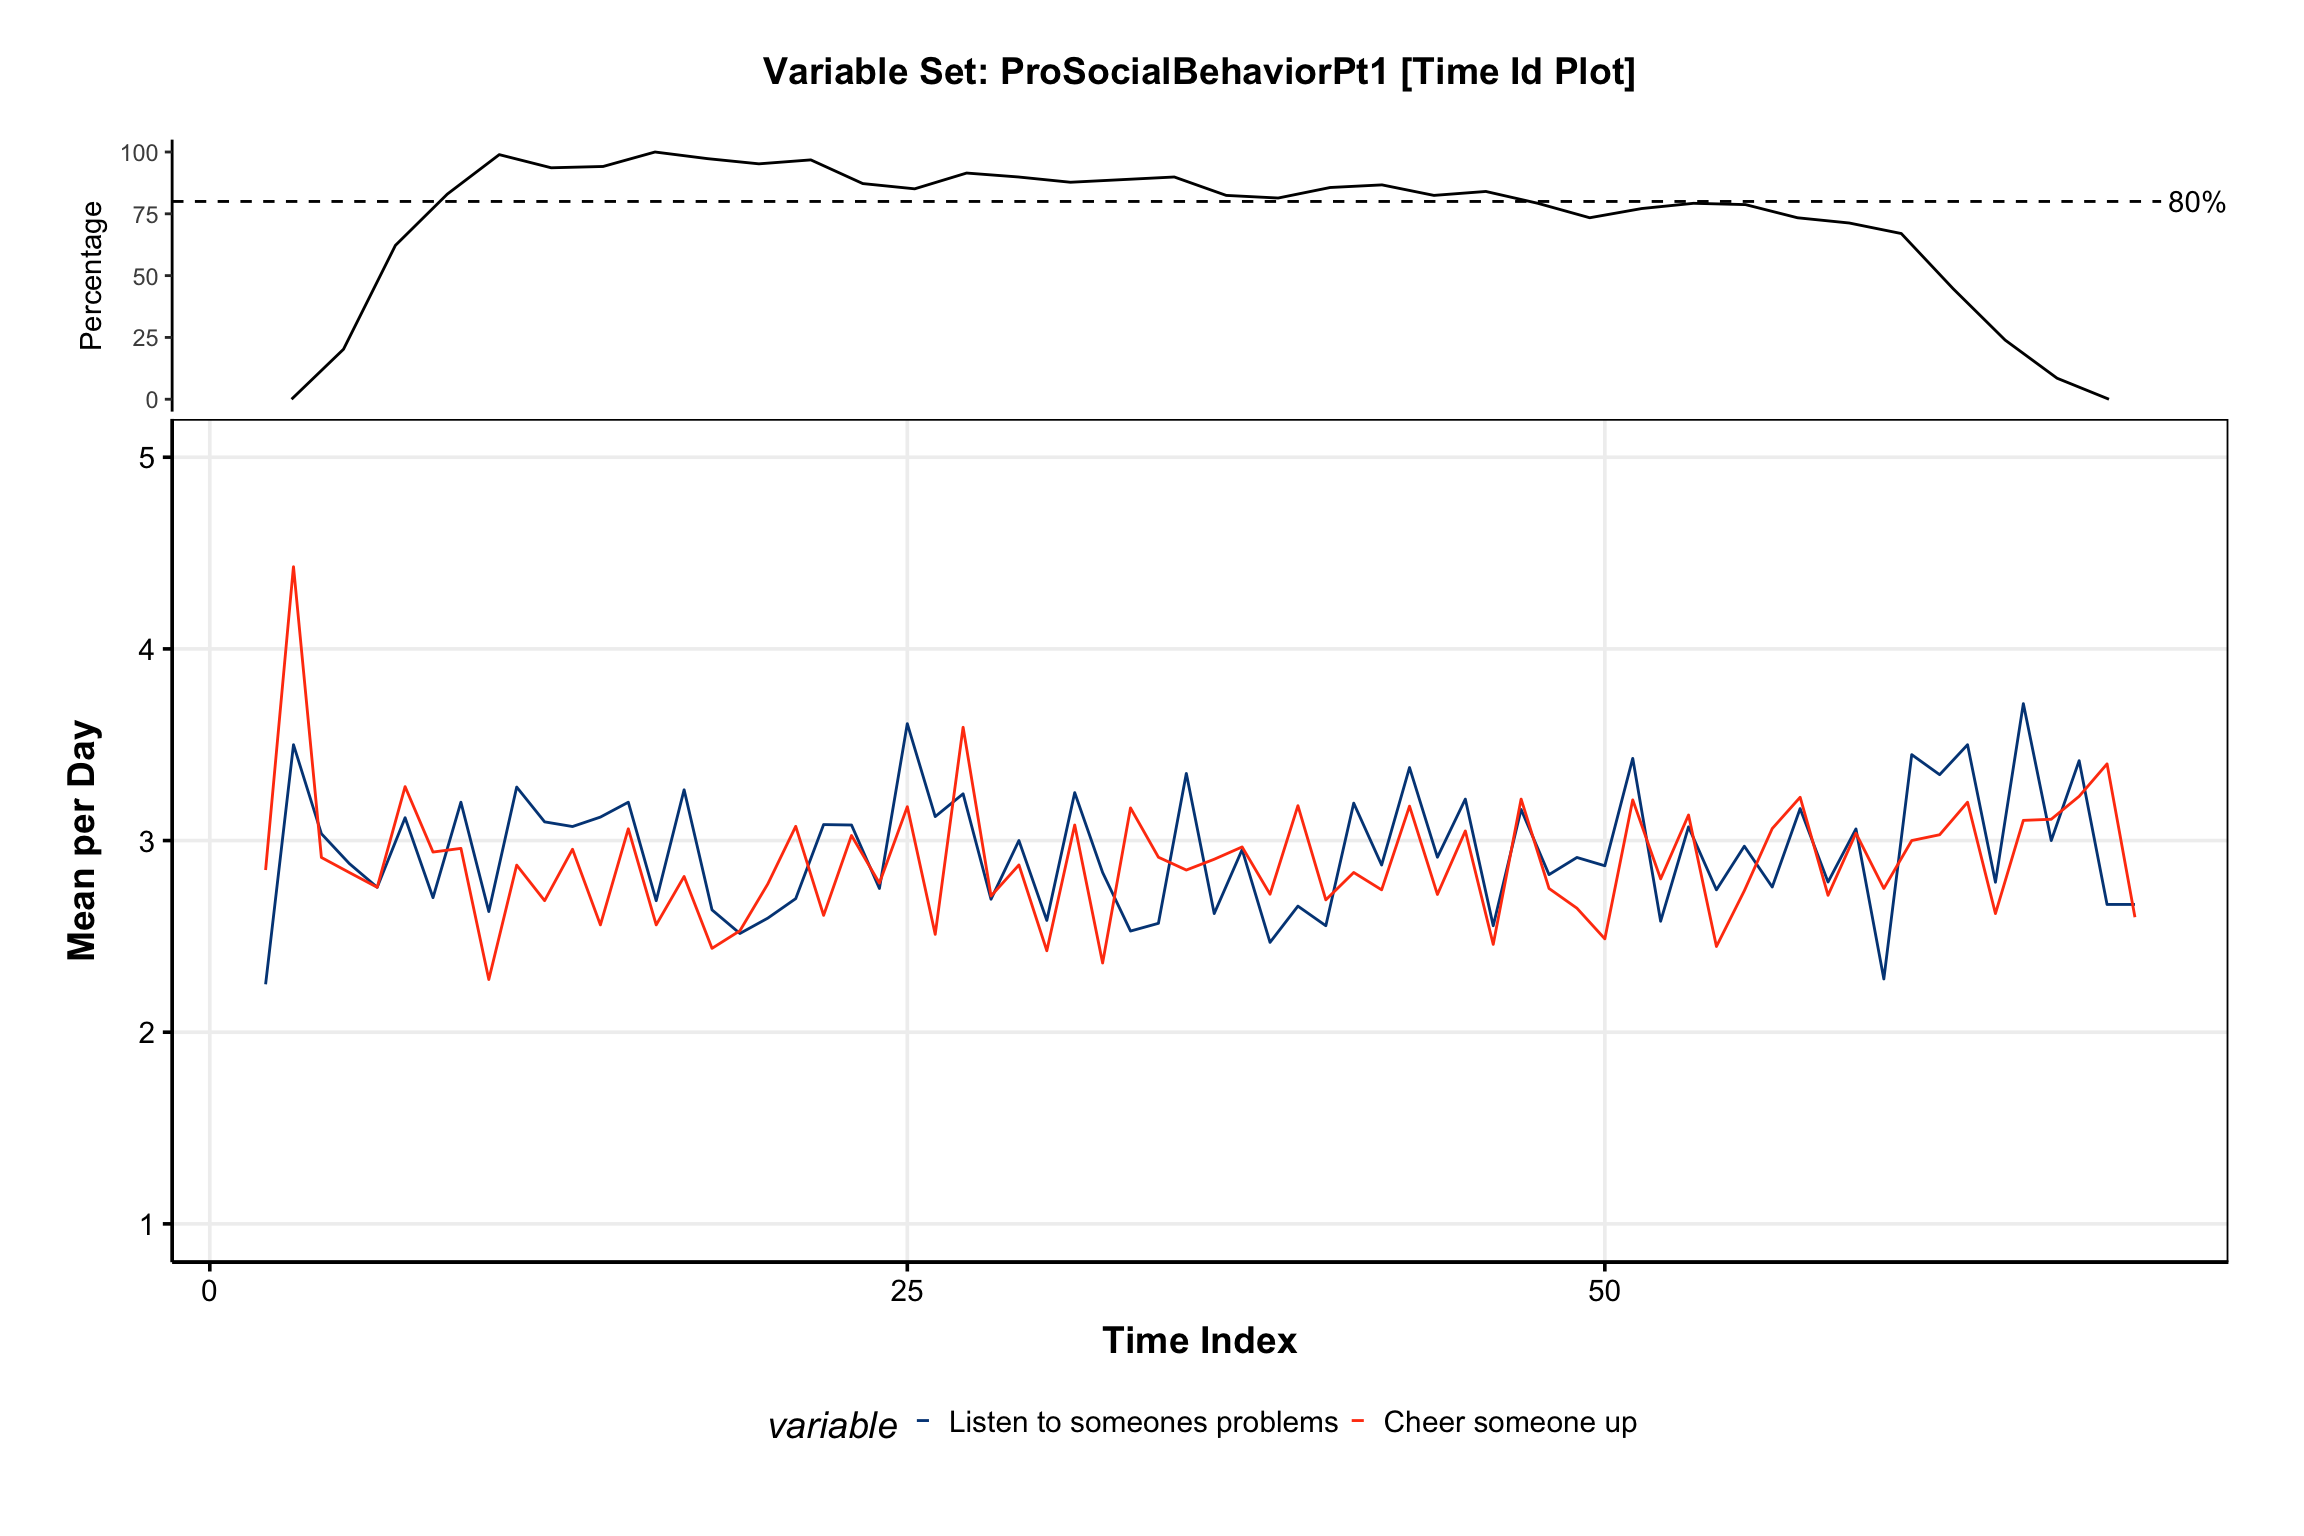 Variable Set: ProSocialBehaviorPt1 [Time Id Plot]
Percentage
100
75
50
25
0
80%
Mean per Day
5
4
3
2
1
0 25 50
Time Index
variable Listen to someones problems Cheer someone up